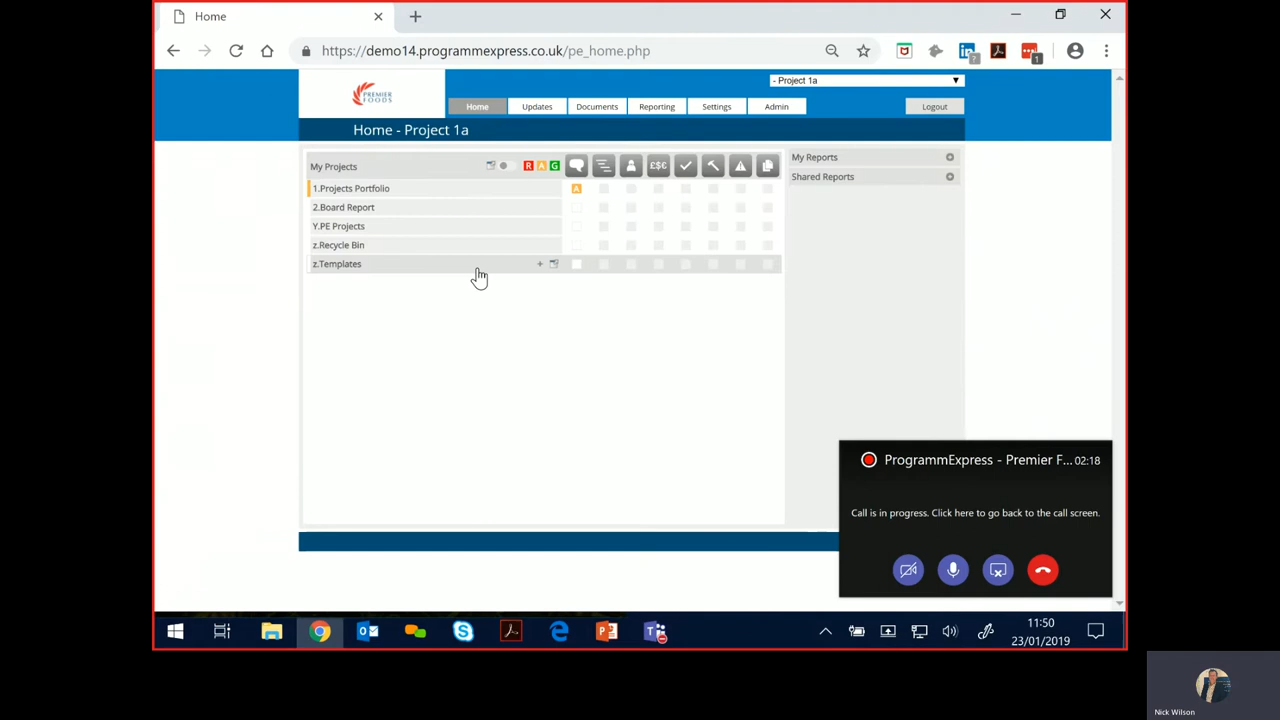 Home
https://demo14.programmexpress.co.uk/pe_home.php
?
1
PREMIER
FOODS
- Project 1a
Home
Updates
Documents
Reporting
Settings
Admin
Logout
Home - Project 1a
My Projects
R
A
G
£$€
1.Projects Portfolio
A
2.Board Report
Y.PE Projects
z.Recycle Bin
z.Templates
My Reports
Shared Reports
ProgrammExpress - Premier F... 02:18
Call is in progress. Click here to go back to the call screen.
11:50
23/01/2019
Nick Wilson